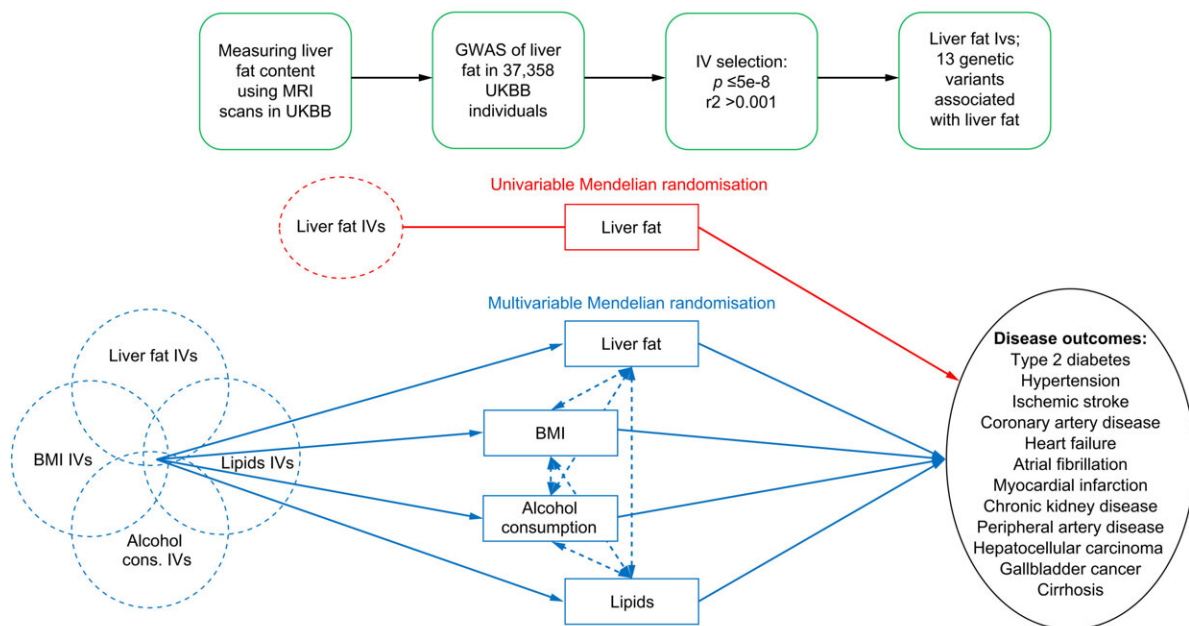 Measuring liver
fat content
using MRI
scans in UKBB
GWAS of liver
fat in 37,358
UKBB
individuals
IV selection:
p ≤5e-8
r2 >0.001
Liver fat Ivs;
13 genetic
variants
associated
with liver fat
Univariable Mendelian randomisation
Liver fat IVs
Liver fat
Multivariable Mendelian randomisation
Liver fat IVs
BMI IVs
Lipids IVs
Alcohol
cons. IVs
Liver fat
BMI
Alcohol
consumption
Lipids
Disease outcomes:
Type 2 diabetes
Hypertension
Ischemic stroke
Coronary artery disease
Heart failure
Atrial fibrillation
Myocardial infarction
Chronic kidney disease
Peripheral artery disease
Hepatocellular carcinoma
Gallbladder cancer
Cirrhosis